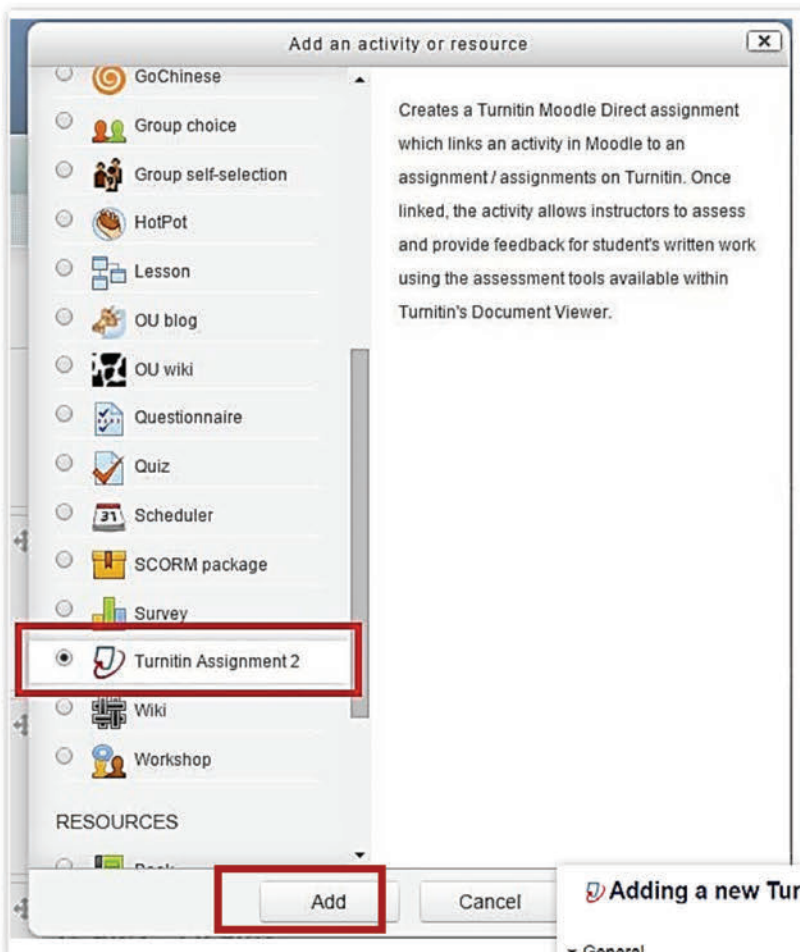 Add an activity or resource
GoChinese
Group choice
Group self-selection
HotPot
Lesson
OU blog
OU wiki
Questionnaire
Quiz
31
Scheduler
SCORM package
Survey
Turnitin Assignment 2
Wiki
Workshop
RESOURCES
Creates a Turnitin Moodle Direct assignment
which links an activity in Moodle to an
assignment / assignments on Turnitin. Once
linked, the activity allows instructors to assess
and provide feedback for student's written work
using the assessment tools available within
Turnitin's Document Viewer.
Add
Cancel
Adding a new Tur
General